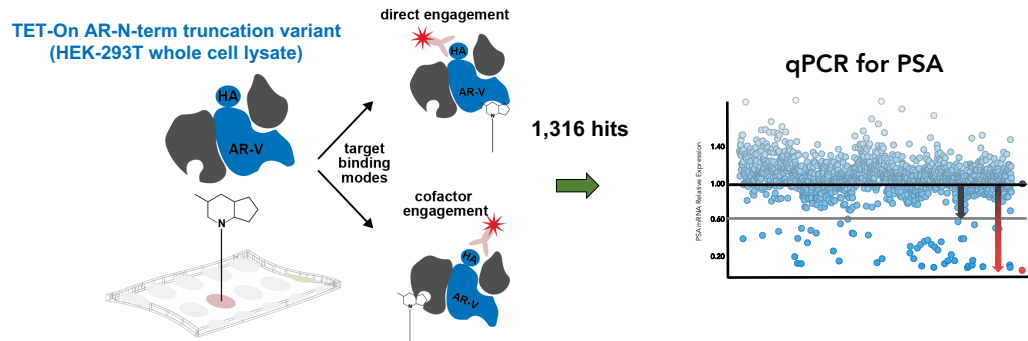 TET-On AR-N-term truncation variant
(HEK-293T whole cell lysate)
HA
AR-V
N
target
binding
modes
direct engagement
HA
AR-V
N
cofactor
engagement
HA
AR-V
N
1,316 hits
qPCR for PSA
PSA mRNA Relative Expression
1.40
1.00
0.60
0.20